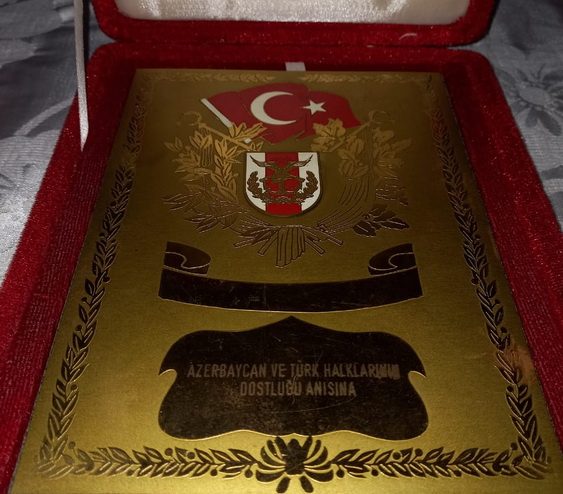 AZERBAYCAN VE TÜRK HALKLARININ
DOSTLUĞU ANISINA